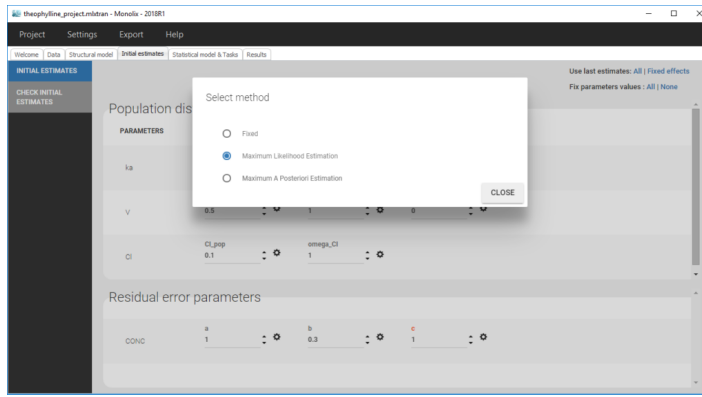 theophylline_project.mlxtran - Monolix - 2018R1
Project Settings Export Help
Welcome Data Structural model Initial estimates Statistical model & Tasks Results
INITIAL ESTIMATES
CHECK INITIAL
ESTIMATES
Use last estimates: All | Fixed effects
Fix parameters values : All | None
Population dis
PARAMETERS
Select method
Fixed
Maximum Likelihood Estimation
Maximum A Posteriori Estimation
CLOSE
ka
V 0.5 1 0
Cl_pop omega_Cl
Cl 0.1 1
Residual error parameters
a b c
CONC 1 0.3 1